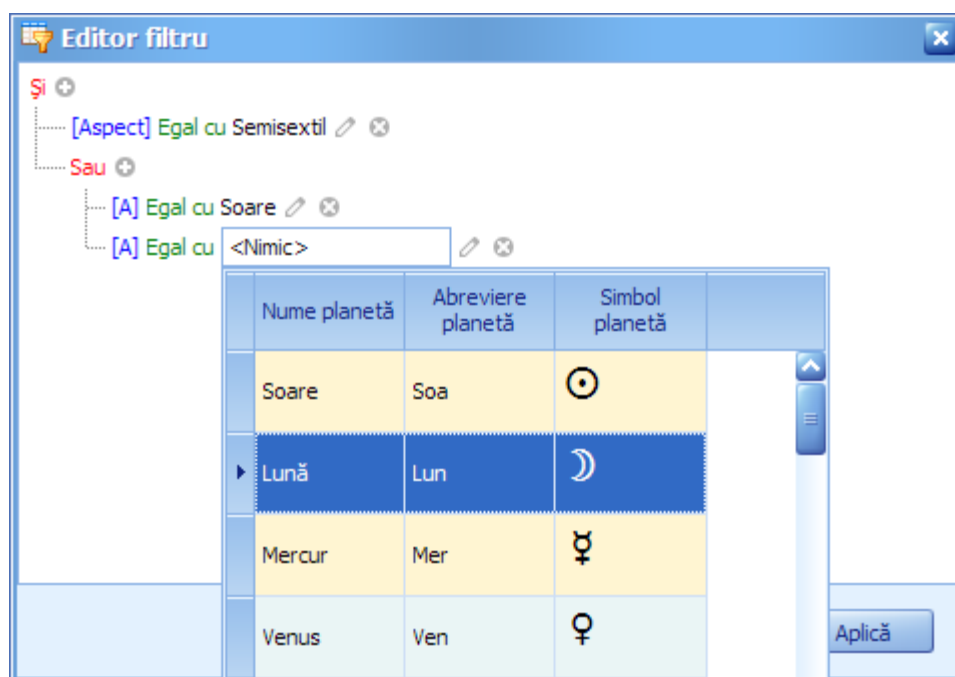 Editor filtru
Și
[Aspect] Egal cu Semisextil
Sau
[A] Egal cu Soare
[A] Egal cu <Nimic>
Nume planetă Abreviere planetă Simbol planetă
Soare Soa ☉
Lună Lun ☽
Mercur Mer ☿
Venus Ven ♀
Aplică